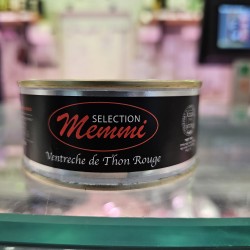 SELECTION
Memmi
Ventreche de Thon Rouge